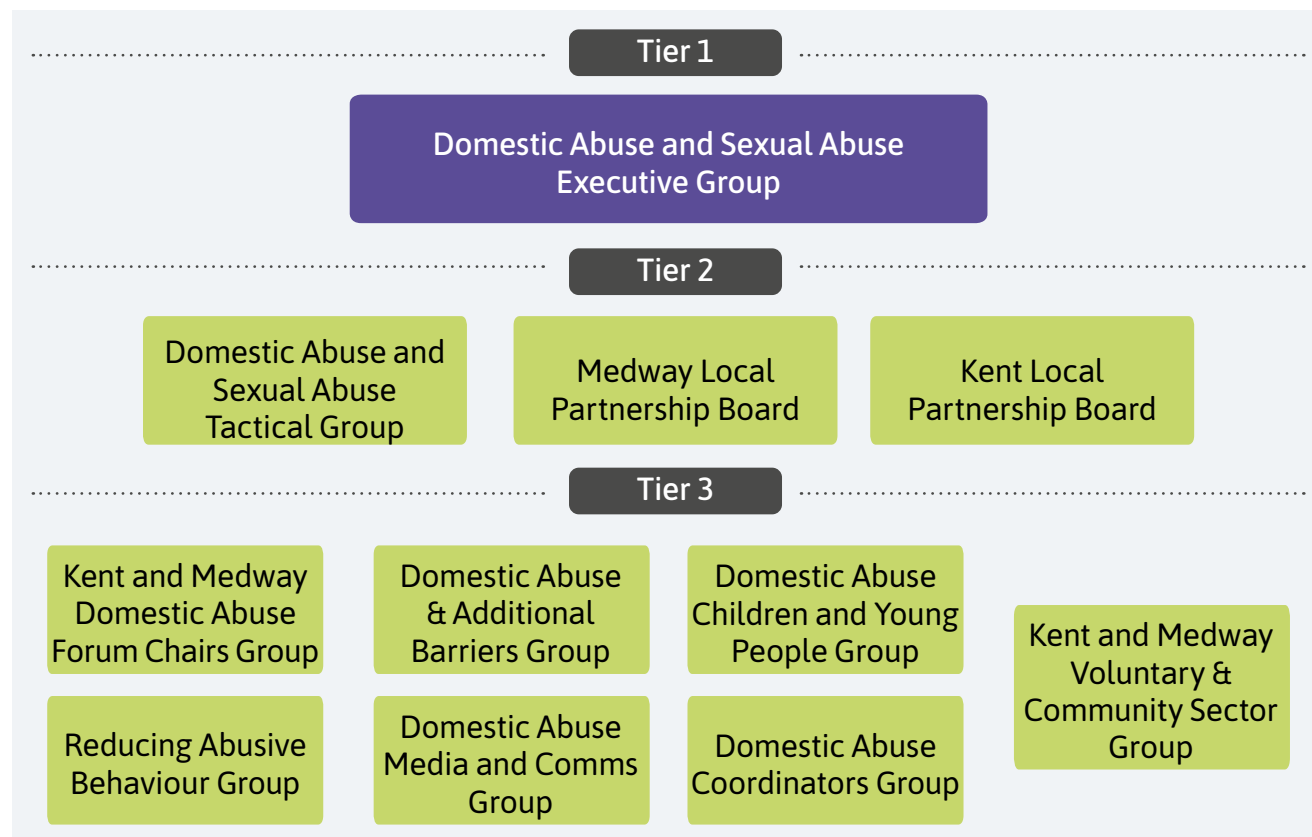 Tier 1
Domestic Abuse and Sexual Abuse
Executive Group
Tier 2
Domestic Abuse and
Sexual Abuse
Tactical Group
Medway Local
Partnership Board
Kent Local
Partnership Board
Tier 3
Kent and Medway
Domestic Abuse
Forum Chairs Group
Domestic Abuse
& Additional
Barriers Group
Domestic Abuse
Children and Young
People Group
Kent and Medway
Voluntary &
Community Sector
Group
Reducing Abusive
Behaviour Group
Domestic Abuse
Media and Comms
Group
Domestic Abuse
Coordinators Group